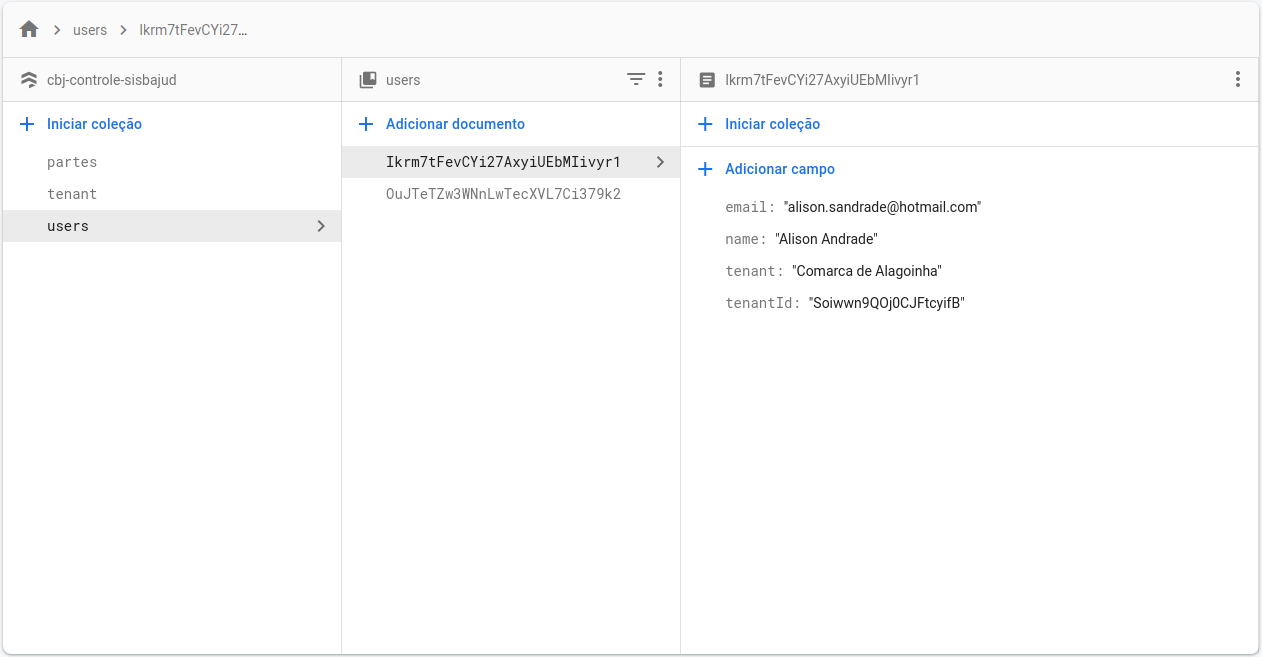 users Ikrm7tFevCYi27…
cbj-controle-sisbajud
Iniciar coleção
partes
tenant
users
users
Adicionar documento
Ikrm7tFevCYi27AxyiUEbMIivyr1
OuJTeTZw3WNnLwTecXVL7Ci379k2
Ikrm7tFevCYi27AxyiUEbMIivyr1
Iniciar coleção
Adicionar campo
email: "alison.sandrade@hotmail.com"
name: "Alison Andrade"
tenant: "Comarca de Alagoinha"
tenantId: "Soiwwn9QOj0CJFtcyifB"